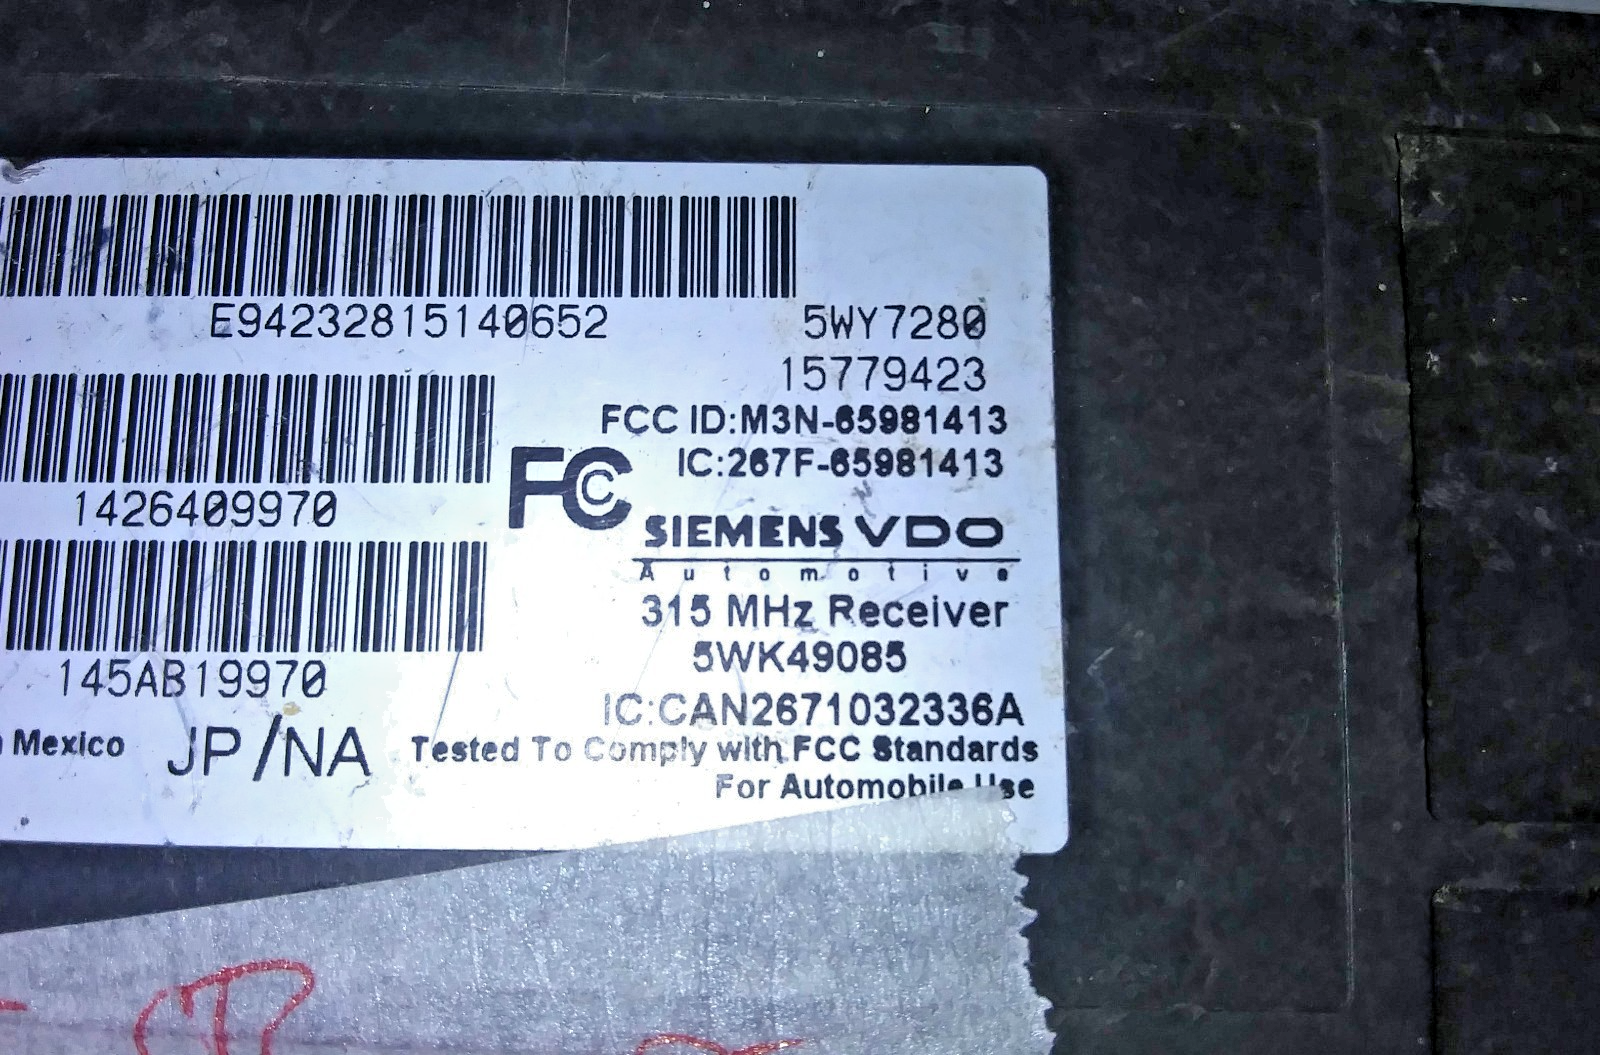 E94232815140652
5WY7280
15779423
FCC ID:M3N-65981413
IC:267F-65981413
FCC
1426409970
SIEMENS VDO
Automotive
315 MHz Receiver
5WK49085
145AB19970
IC:CAN2671032336A
Mexico JP/NA Tested To Comply with FCC Standards
For Automobile Use